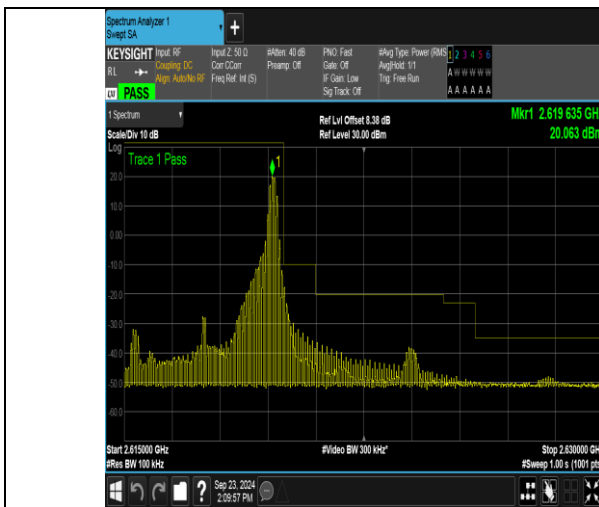 Spectrum Analyzer 1
Swept SA
+
KEYSIGHT Input: RF Input Z: 50 Ω #Atten: 40 dB PNO: Fast #Avg Type: Power (RMS 1 2 3 4 5 6
RL Coupling: DC Corr CCorr Preamp: Off Gate: Off Avg|Hold: 1/1 A W W W W W
Align: Auto/No RF Freq Ref: Int (S) IF Gain: Low Trig: Free Run
LXI PASS Sig Track: Off A A A A A A
1 Spectrum Ref Lvl Offset 8.38 dB Mkr1 2.619 635 GH
Scale/Div 10 dB Ref Level 30.00 dBm 20.063 dBm
Log
Trace 1 Pass 1
20.0
10.0
0.00
-10.0
-20.0
-30.0
-40.0
-50.0
-60.0
Start 2.615000 GHz #Video BW 300 kHz* Stop 2.630000 GH
#Res BW 100 kHz #Sweep 1.00 s (1001 pts
? Sep 23, 2024
2:09:57 PM